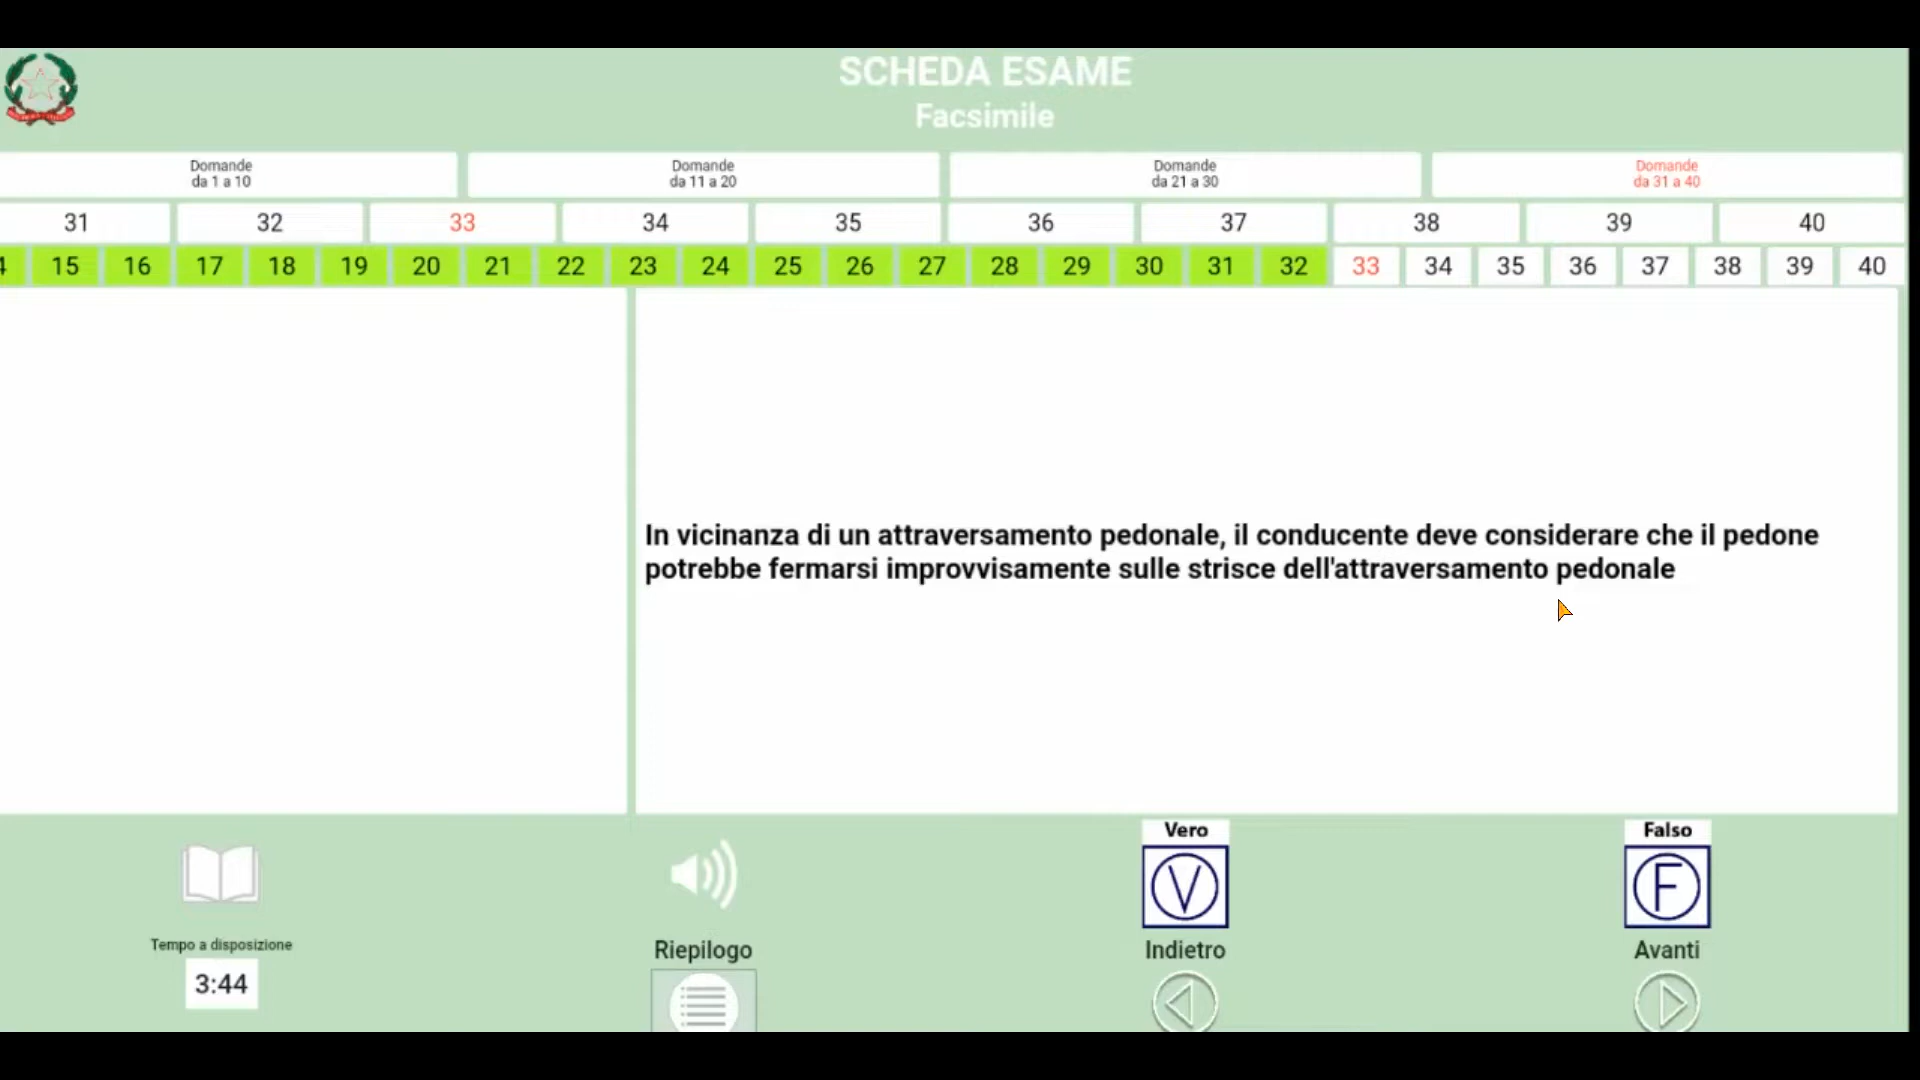 SCHEDA ESAME
Facsimile
Domande
da 1 a 10
Domande
da 11 a 20
Domande
da 21 a 30
Domande
da 31 a 40
31 32 33 34 35 36 37 38 39 40
4 15 16 17 18 19 20 21 22 23 24 25 26 27 28 29 30 31 32 33 34 35 36 37 38 39 40
In vicinanza di un attraversamento pedonale, il conducente deve considerare che il pedone
potrebbe fermarsi improvvisamente sulle strisce dell'attraversamento pedonale
Vero Falso
V F
Tempo a disposizione
3:44
Riepilogo
Indietro
Avanti